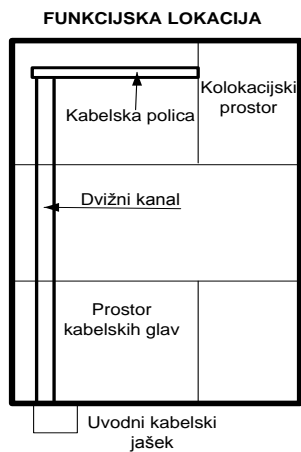 FUNKCIJSKA LOKACIJA
Kolokacijski
prostor
Kabelska polica
Dvižni kanal
Prostor
kabelskih glav
Uvodni kabelski
jašek